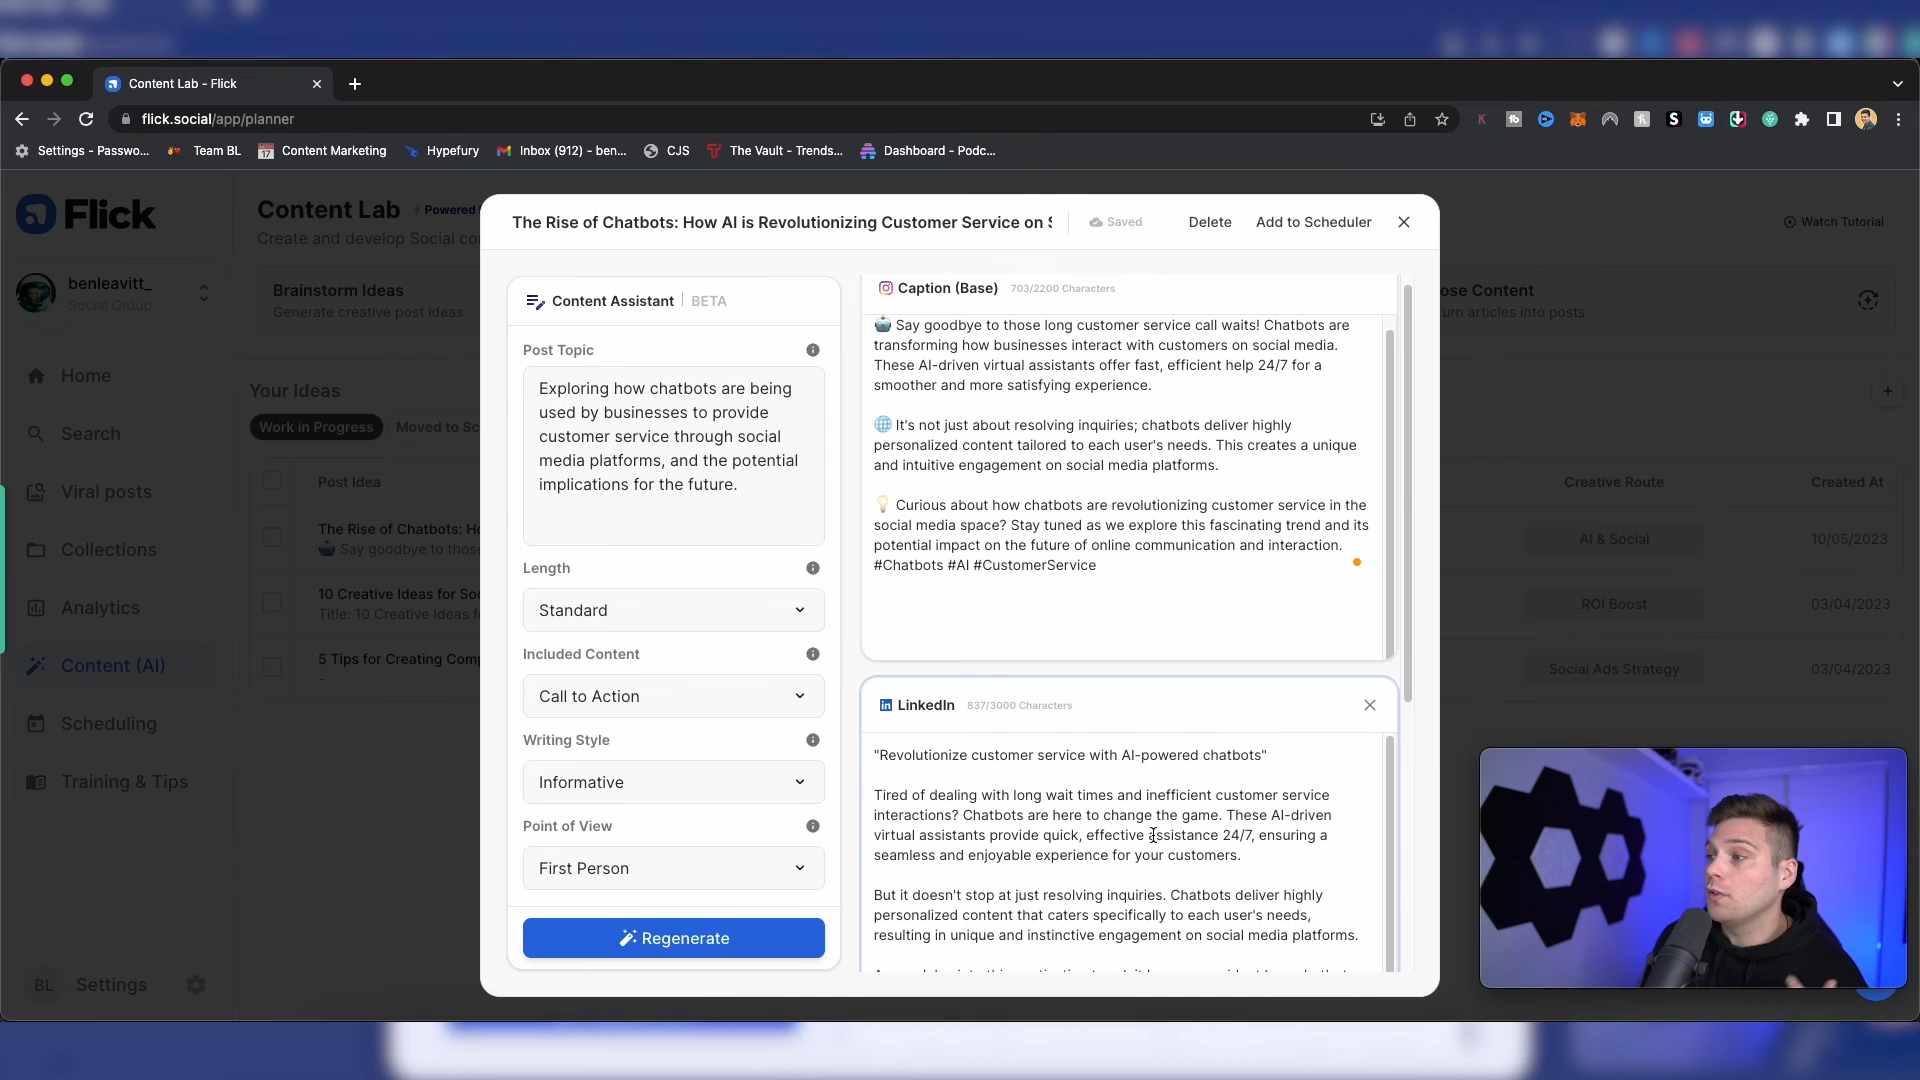 Content Lab - Flick
flick.social/app/planner
Settings - Passwo...
Team BL
Content Marketing
Hypefury
Inbox (912) - ben...
CJS
The Vault - Trends...
Dashboard - Podc...
Flick
Content Lab
Powered
Create and develop Social co
Watch Tutorial
benleavitt_
Social Group
Brainstorm Ideas
Generate creative post ideas
ose Content
urn articles into posts
Home
Search
Viral posts
Collections
Analytics
Content (AI)
Scheduling
Training & Tips
BL Settings
Your Ideas
Work in Progress
Moved to Sc
Post Idea
Creative Route
Created At
The Rise of Chatbots: H
Say goodbye to those
AI & Social
10/05/2023
10 Creative Ideas for So
Title: 10 Creative Ideas f
ROI Boost
03/04/2023
5 Tips for Creating Comp
-
Social Ads Strategy
03/04/2023
The Rise of Chatbots: How AI is Revolutionizing Customer Service on S
Saved
Delete
Add to Scheduler
Content Assistant
BETA
Post Topic
Exploring how chatbots are being
used by businesses to provide
customer service through social
media platforms, and the potential
implications for the future.
Length
Standard
Included Content
Call to Action
Writing Style
Informative
Point of View
First Person
Regenerate
Caption (Base) 703/2200 Characters
🤖 Say goodbye to those long customer service call waits! Chatbots are
transforming how businesses interact with customers on social media.
These AI-driven virtual assistants offer fast, efficient help 24/7 for a
smoother and more satisfying experience.
🌐 It's not just about resolving inquiries; chatbots deliver highly
personalized content tailored to each user's needs. This creates a unique
and intuitive engagement on social media platforms.
💡 Curious about how chatbots are revolutionizing customer service in the
social media space? Stay tuned as we explore this fascinating trend and its
potential impact on the future of online communication and interaction.
#Chatbots #AI #CustomerService
LinkedIn 837/3000 Characters
"Revolutionize customer service with AI-powered chatbots"
Tired of dealing with long wait times and inefficient customer service
interactions? Chatbots are here to change the game. These AI-driven
virtual assistants provide quick, effective assistance 24/7, ensuring a
seamless and enjoyable experience for your customers.
But it doesn't stop at just resolving inquiries. Chatbots deliver highly
personalized content that caters specifically to each user's needs,
resulting in unique and instinctive engagement on social media platforms.